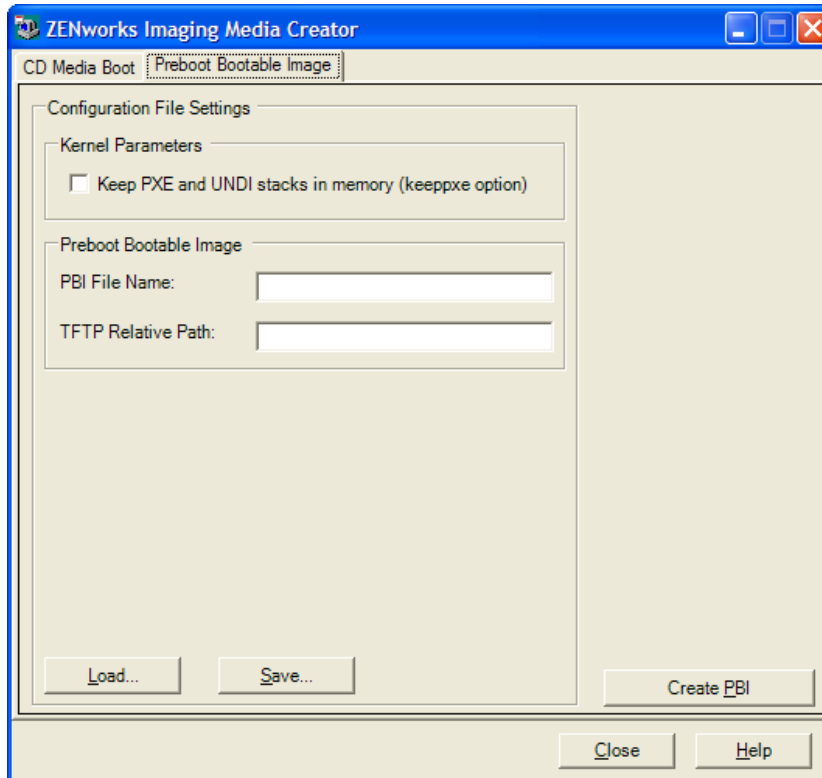 ZENworks Imaging Media Creator
CD Media Boot Preboot Bootable Image
Configuration File Settings
Kernel Parameters
Keep PXE and UNDI stacks in memory (keeppxe option)
Preboot Bootable Image
PBI File Name:
TFTP Relative Path:
Load... Save...
Create PBI
Close Help